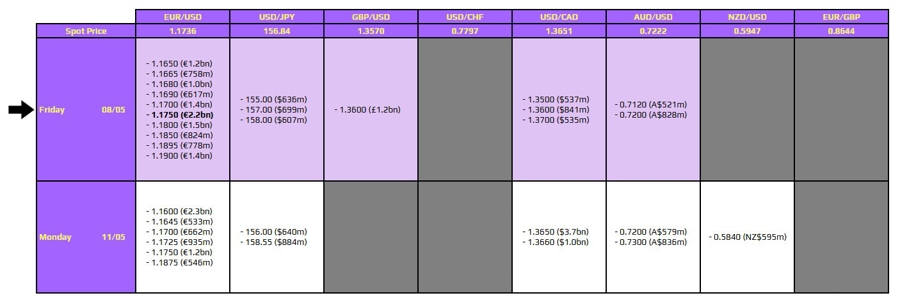 EUR/USD USD/JPY GBP/USD USD/CHF USD/CAD AUD/USD NZD/USD EUR/GBP
Spot Price 1.1736 156.84 1.3570 0.7797 1.3651 0.7222 0.5947 0.8644
Friday 08/05
- 1.1650 (€1.2bn)
- 1.1665 (€758m)
- 1.1680 (€1.0bn)
- 1.1690 (€617m)
- 1.1700 (€1.4bn)
- 1.1750 (€2.2bn)
- 1.1800 (€1.5bn)
- 1.1850 (€824m)
- 1.1895 (€778m)
- 1.1900 (€1.4bn)
- 155.00 ($636m)
- 157.00 ($699m)
- 158.00 ($607m)
- 1.3600 (£1.2bn)
- 1.3500 ($537m)
- 1.3600 ($841m)
- 1.3700 ($535m)
- 0.7120 (A$521m)
- 0.7200 (A$828m)
Monday 11/05
- 1.1600 (€2.3bn)
- 1.1645 (€533m)
- 1.1700 (€662m)
- 1.1725 (€935m)
- 1.1750 (€1.2bn)
- 1.1875 (€546m)
- 156.00 ($640m)
- 158.55 ($884m)
- 1.3650 ($3.7bn)
- 1.3660 ($1.0bn)
- 0.7200 (A$579m)
- 0.7300 (A$836m)
- 0.5840 (NZ$595m)